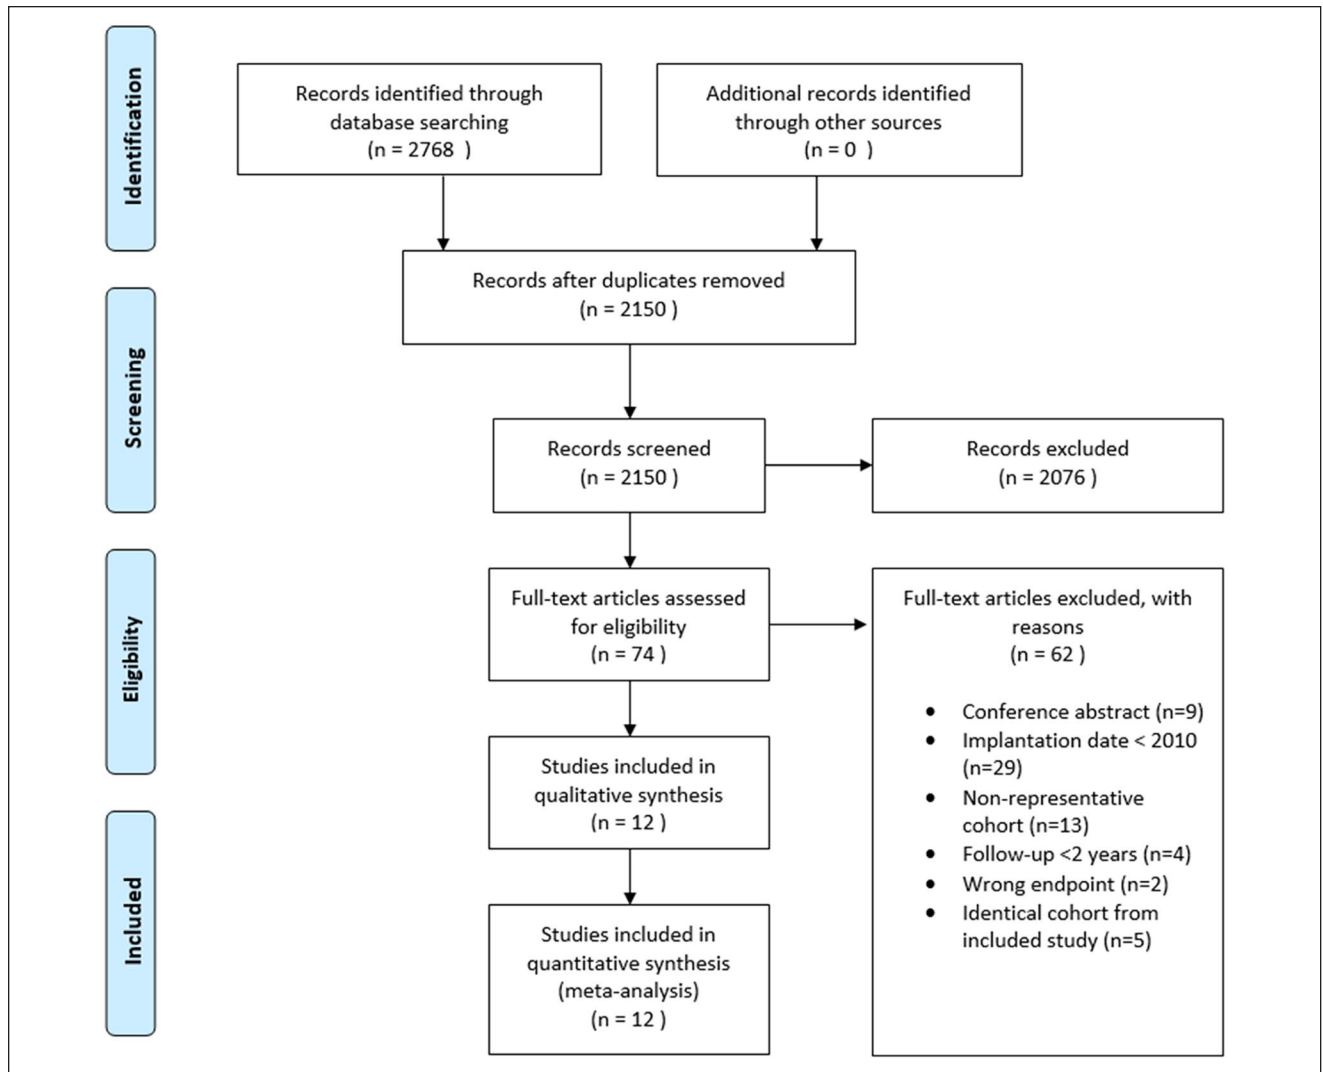 Identification
Records identified through
database searching
(n = 2768  )
Additional records identified
through other sources
(n = 0  )
Records after duplicates removed
(n = 2150 )
Screening
Records screened
(n = 2150 )
Records excluded
(n = 2076 )
Eligibility
Full-text articles assessed
for eligibility
(n = 74 )
Full-text articles excluded, with
reasons
(n = 62 )
• Conference abstract (n=9)
• Implantation date < 2010
(n=29)
• Non-representative
cohort (n=13)
• Follow-up <2 years (n=4)
• Wrong endpoint (n=2)
• Identical cohort from
included study (n=5)
Studies included in
qualitative synthesis
(n = 12 )
Included
Studies included in
quantitative synthesis
(meta-analysis)
(n = 12 )